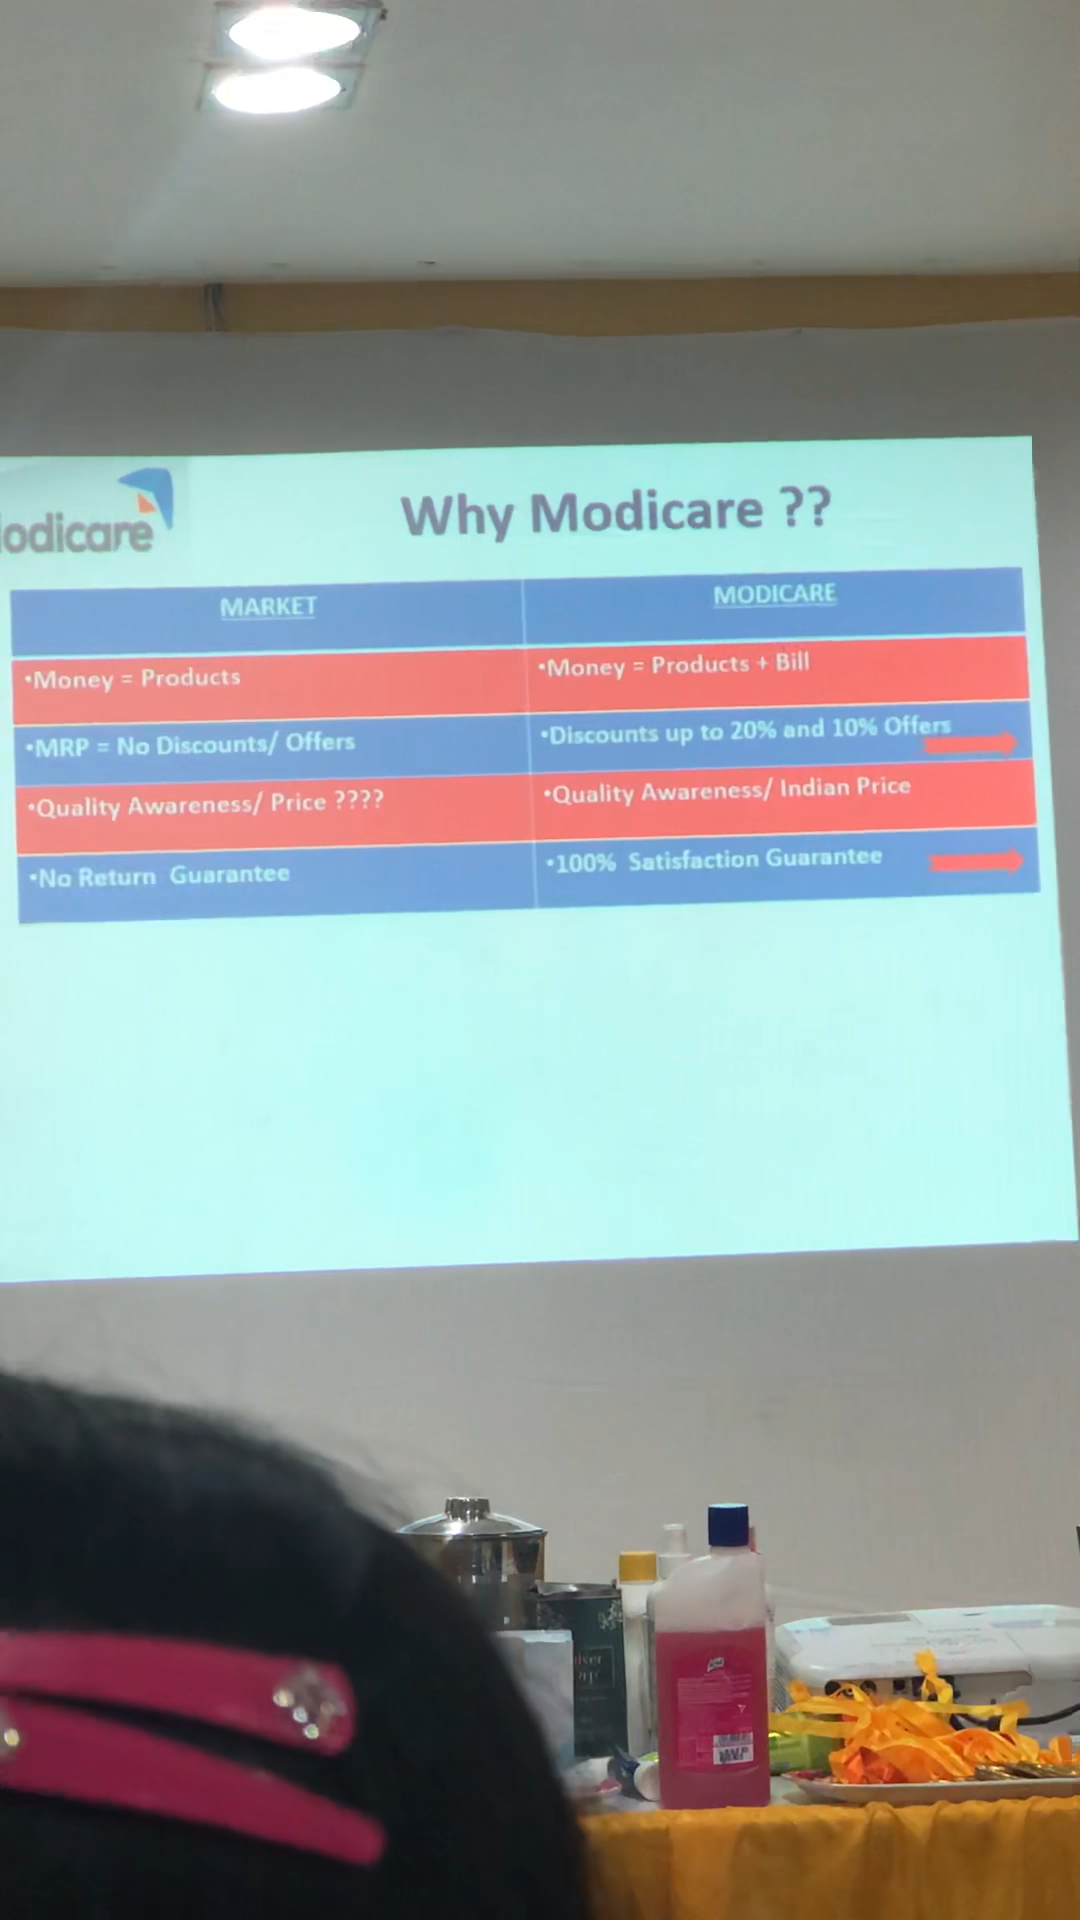 odicare
Why Modicare ??
MARKET
MODICARE
•Money = Products
•Money = Products + Bill
•MRP = No Discounts/ Offers
•Discounts up to 20% and 10% Offers
•Quality Awareness/ Price ????
•Quality Awareness/ Indian Price
•No Return Guarantee
•100% Satisfaction Guarantee